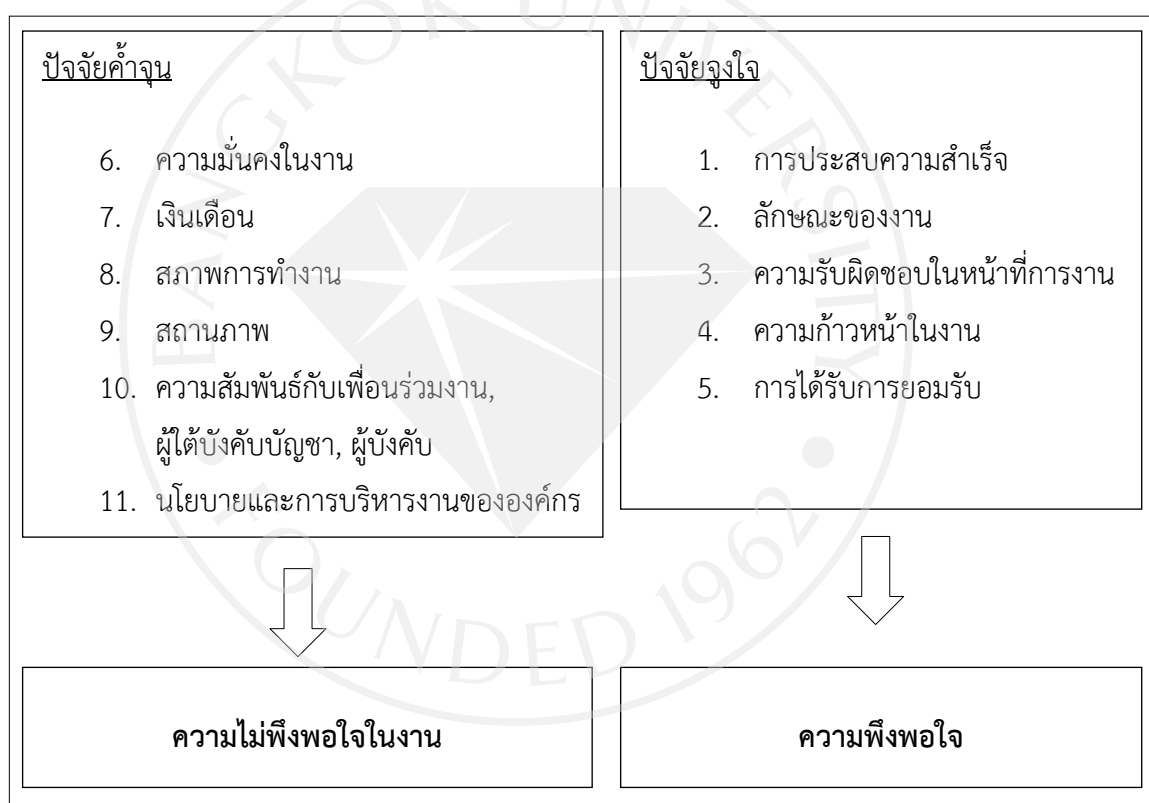 ปัจจัยค้ำจุน
6. ความมั่นคงในงาน
7. เงินเดือน
8. สภาพการทำงาน
9. สถานภาพ
10. ความสัมพันธ์กับเพื่อนร่วมงาน,
ผู้ใต้บังคับบัญชา, ผู้บังคับ
11. นโยบายและการบริหารงานขององค์กร
ปัจจัยจูงใจ
1. การประสบความสำเร็จ
2. ลักษณะของงาน
3. ความรับผิดชอบในหน้าที่การงาน
4. ความก้าวหน้าในงาน
5. การได้รับการยอมรับ
ความไม่พึงพอใจในงาน
ความพึงพอใจ
BANGKOK UNIVERSITY
FOUNDED 1962